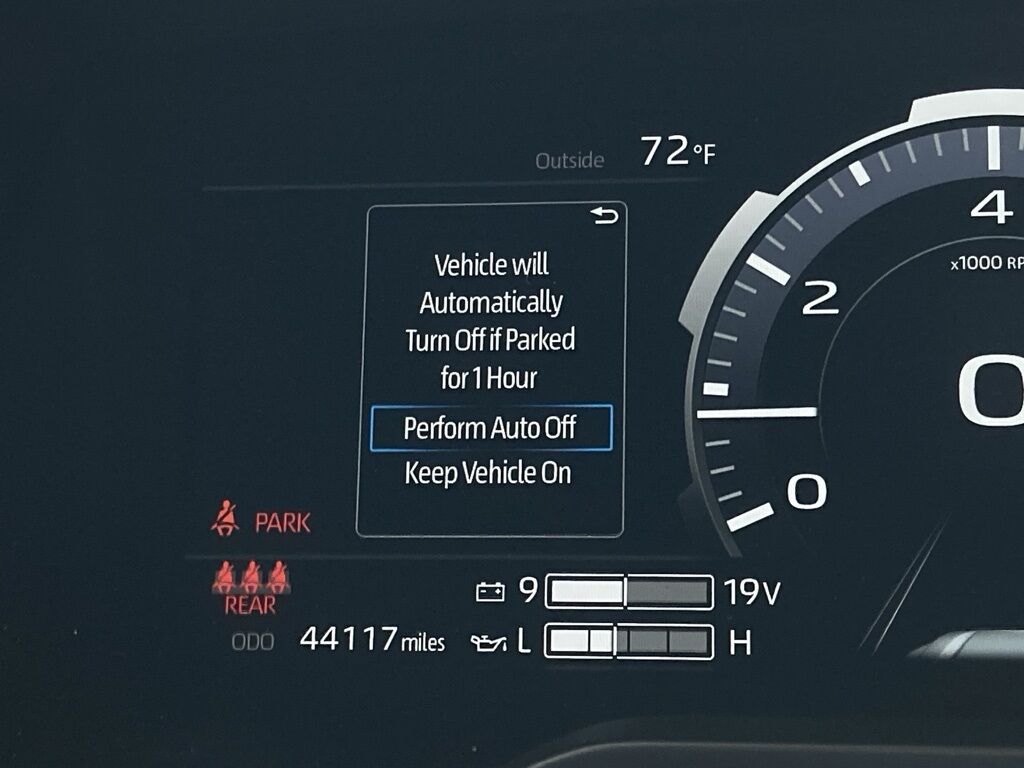 Outside 72°F
Vehicle will
Automatically
Turn Off if Parked
for 1 Hour
Perform Auto Off
Keep Vehicle On
4
x1000 RP
2
0
0
PARK
REAR
9 19V
ODO 44117 miles
L H